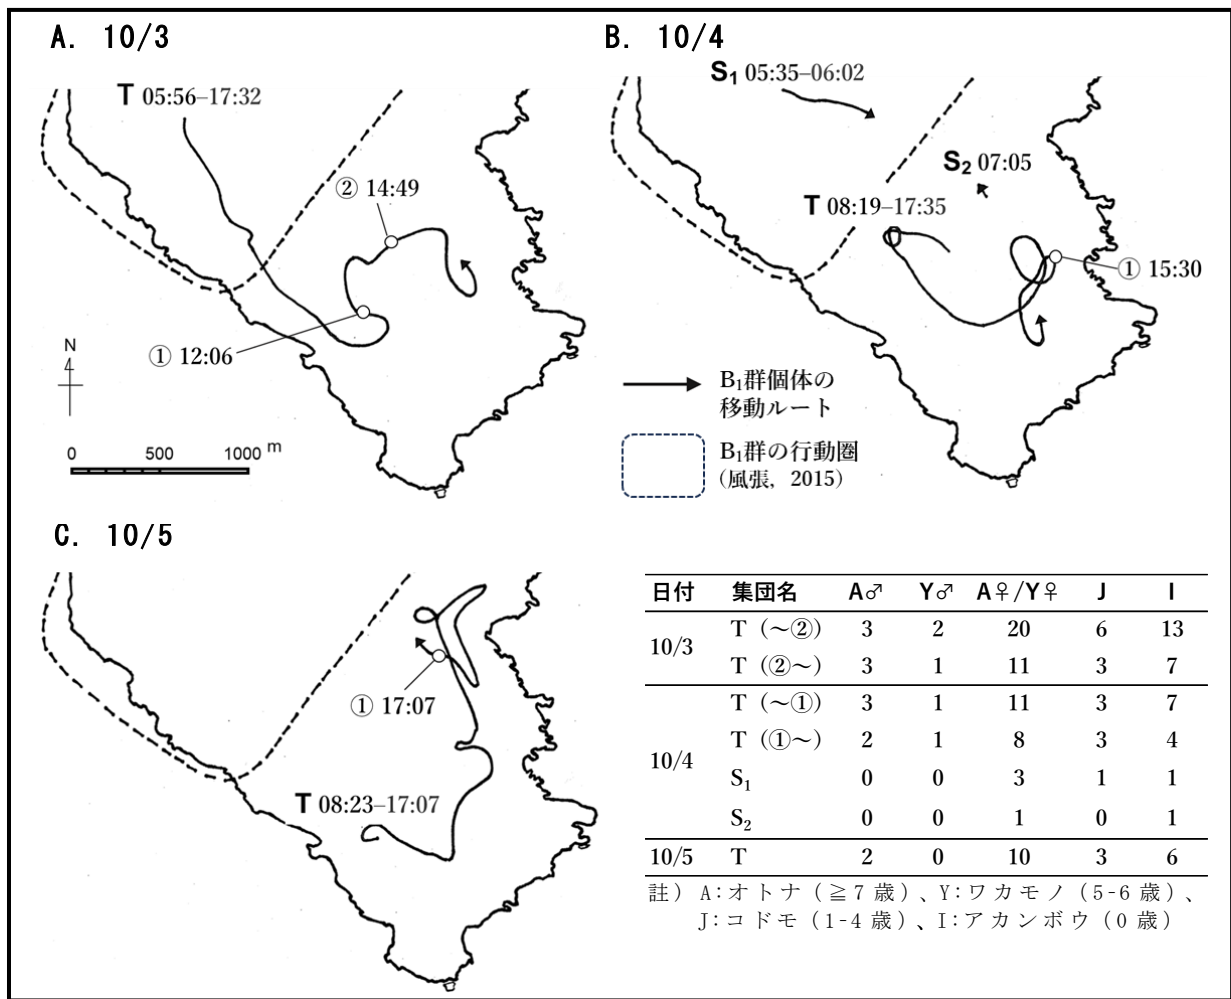 A. 10/3
T 05:56–17:32
② 14:49
① 12:06
N
0 500 1000 m
B. 10/4
S₁ 05:35–06:02
S₂ 07:05
T 08:19–17:35
① 15:30
B₁群個体の
移動ルート
B₁群の行動圏
(風張, 2015)
C. 10/5
① 17:07
T 08:23–17:07
日付 集団名 A♂ Y♂ A♀/Y♀ J I
10/3 T (～②) 3 2 20 6 13
T (②～) 3 1 11 3 7
10/4 T (～①) 3 1 11 3 7
T (①～) 2 1 8 3 4
S₁ 0 0 3 1 1
S₂ 0 0 1 0 1
10/5 T 2 0 10 3 6
註) A:オトナ(≧7歳)、Y:ワカモノ(5-6歳)、
J:コドモ(1-4歳)、I:アカンボウ(0歳)